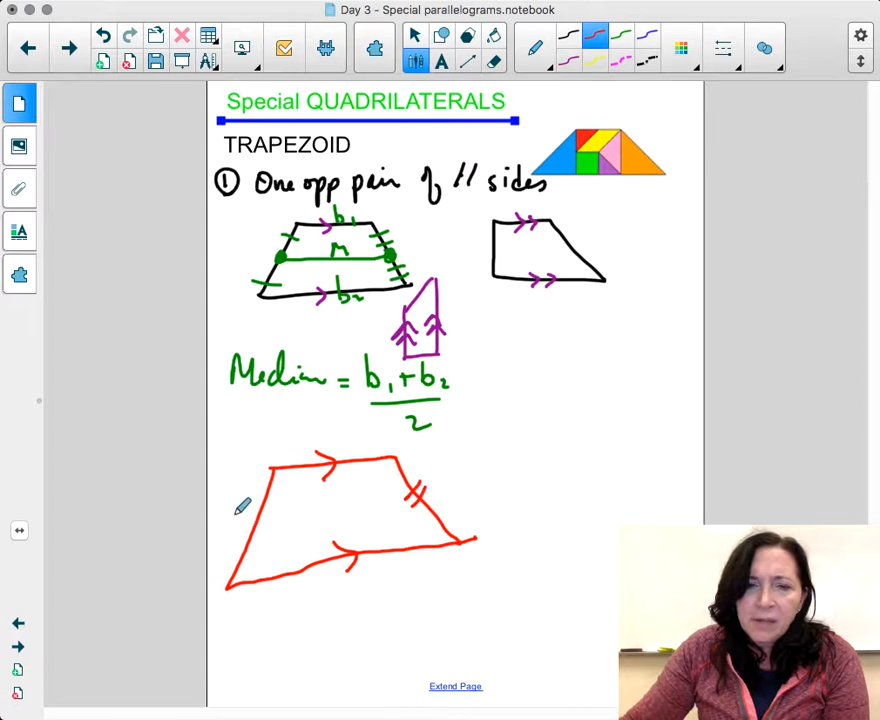 Day 3 - Special parallelograms.notebook
Special QUADRILATERALS
TRAPEZOID
① One opp pair of // sides
b₁
M
b₂
Median = b₁ + b₂
2
Extend Page